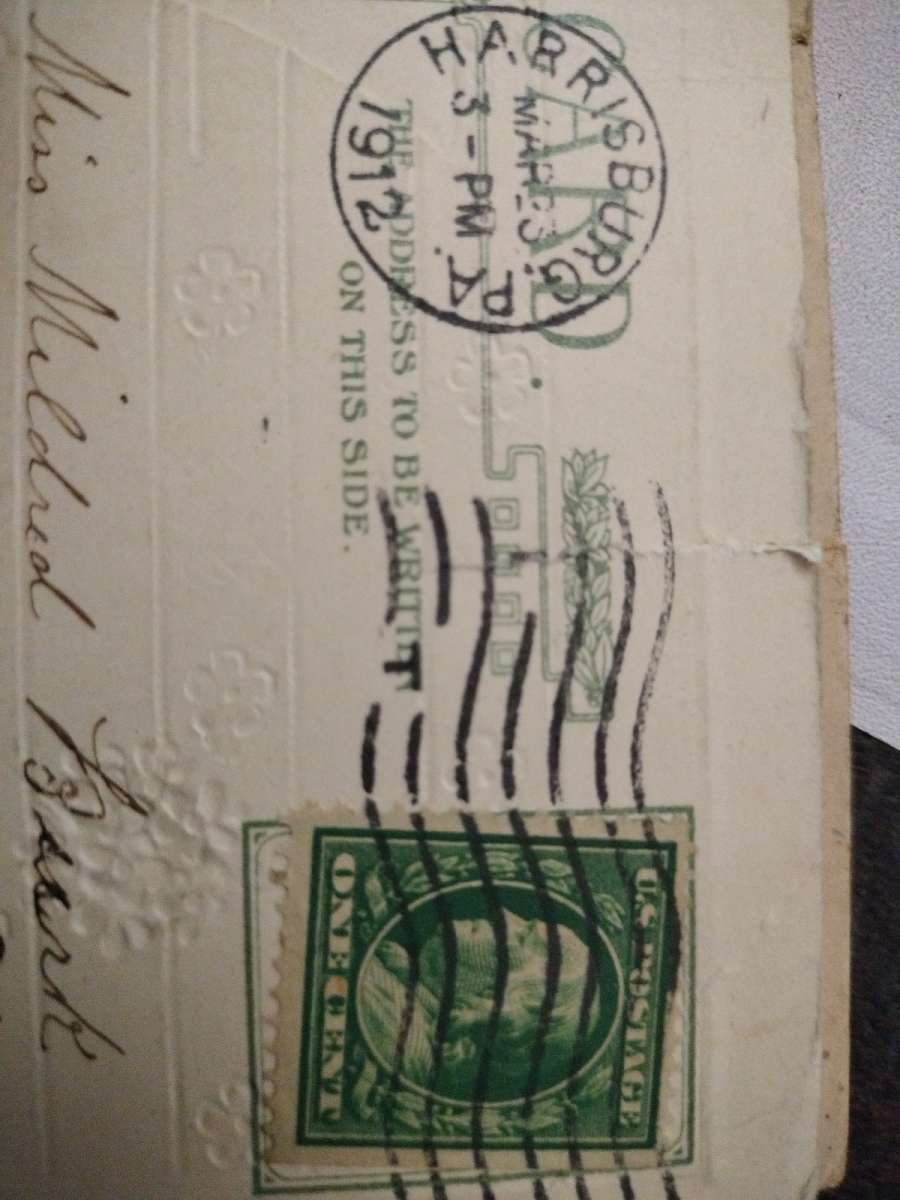 CARD
THE ADDRESS TO BE WRITTEN
ON THIS SIDE.
HARRISBURG PA.
MAR 23
3-PM
1912
U.S. POSTAGE
ONE CENT
Miss Mildred